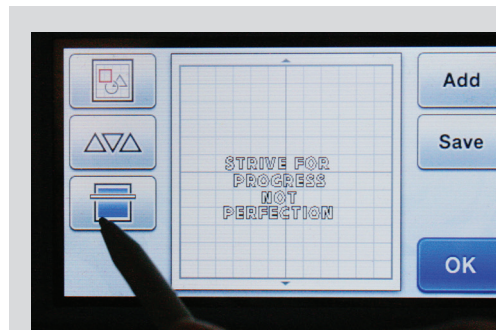 Add
Save
STRIVE FOR
PROGRESS
NOT
PERFECTION
OK